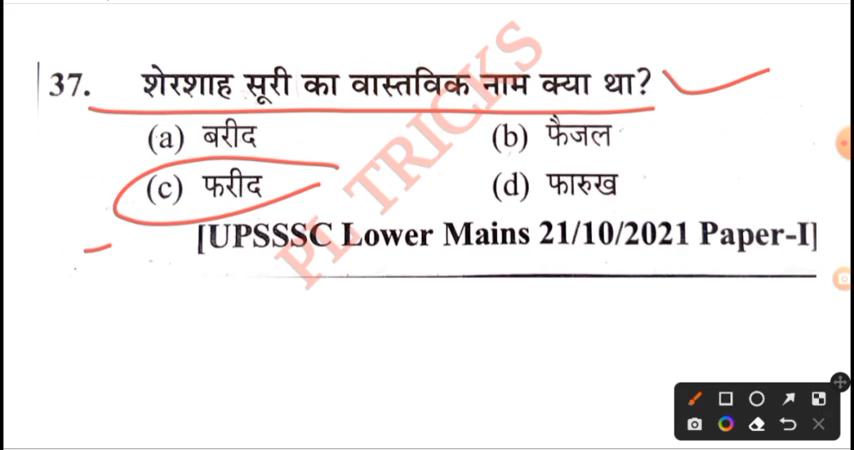 37. शेरशाह सूरी का वास्तविक नाम क्या था?
(a) बरीद (b) फैजल
(c) फरीद (d) फारुख
[UPSSSC Lower Mains 21/10/2021 Paper-I]
PL TRICKS